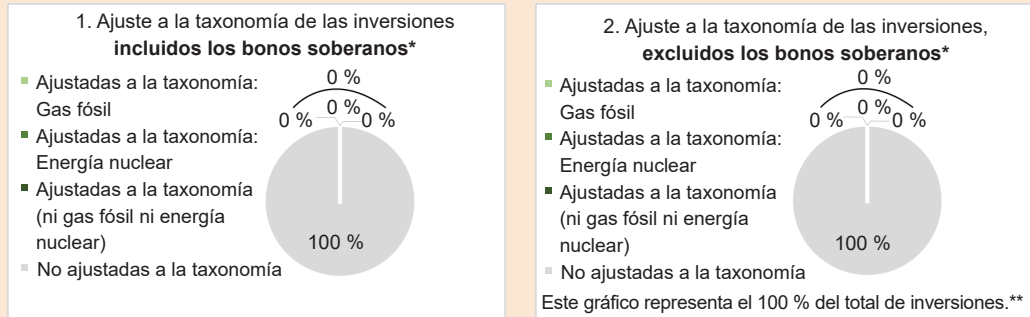 1. Ajuste a la taxonomía de las inversiones
incluidos los bonos soberanos*
Ajustadas a la taxonomía:
Gas fósil
Ajustadas a la taxonomía:
Energía nuclear
Ajustadas a la taxonomía
(ni gas fósil ni energía
nuclear)
No ajustadas a la taxonomía
0 %
0 %
0 %
0 %
100 %
2. Ajuste a la taxonomía de las inversiones,
excluidos los bonos soberanos*
Ajustadas a la taxonomía:
Gas fósil
Ajustadas a la taxonomía:
Energía nuclear
Ajustadas a la taxonomía
(ni gas fósil ni energía
nuclear)
No ajustadas a la taxonomía
0 %
0 %
0 %
0 %
100 %
Este gráfico representa el 100 % del total de inversiones.**